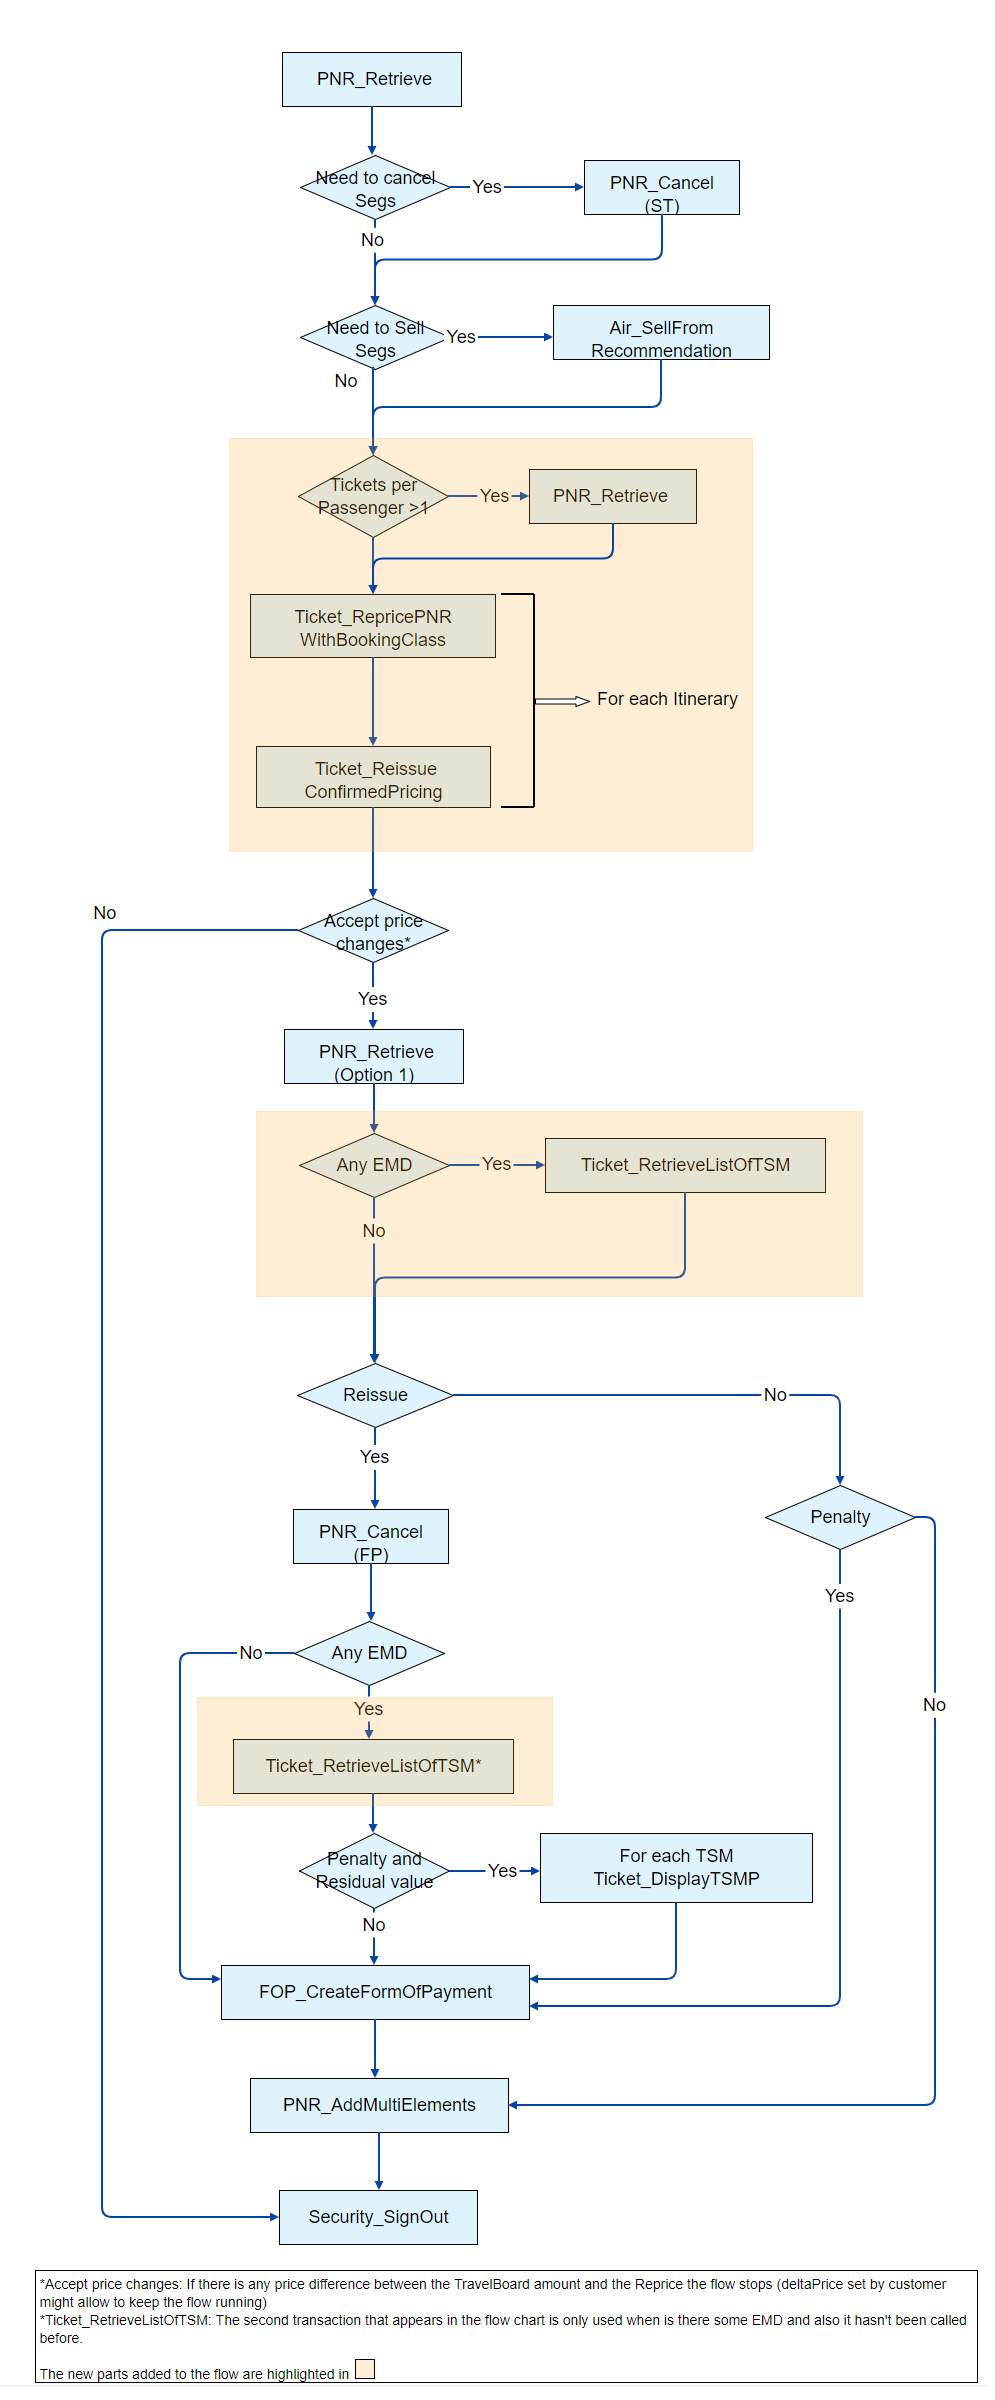 PNR_Retrieve
Need to cancel
Segs
Yes
PNR_Cancel
(ST)
No
Need to Sell
Segs
Yes
Air_SellFrom
Recommendation
No
Tickets per
Passenger >1
Yes
PNR_Retrieve
Ticket_RepricePNR
WithBookingClass
For each Itinerary
Ticket_Reissue
ConfirmedPricing
No
Accept price
changes*
Yes
PNR_Retrieve
(Option 1)
Any EMD
Yes
Ticket_RetrieveListOfTSM
No
Reissue
No
Yes
PNR_Cancel
(FP)
Penalty
Yes
No
Any EMD
No
Yes
Ticket_RetrieveListOfTSM*
Penalty and
Residual value
Yes
For each TSM
Ticket_DisplayTSMP
No
FOP_CreateFormOfPayment
PNR_AddMultiElements
Security_SignOut
*Accept price changes: If there is any price difference between the TravelBoard amount and the Reprice the flow stops (deltaPrice set by customer
might allow to keep the flow running)
*Ticket_RetrieveListOfTSM: The second transaction that appears in the flow chart is only used when is there some EMD and also it hasn't been called
before.
The new parts added to the flow are highlighted in